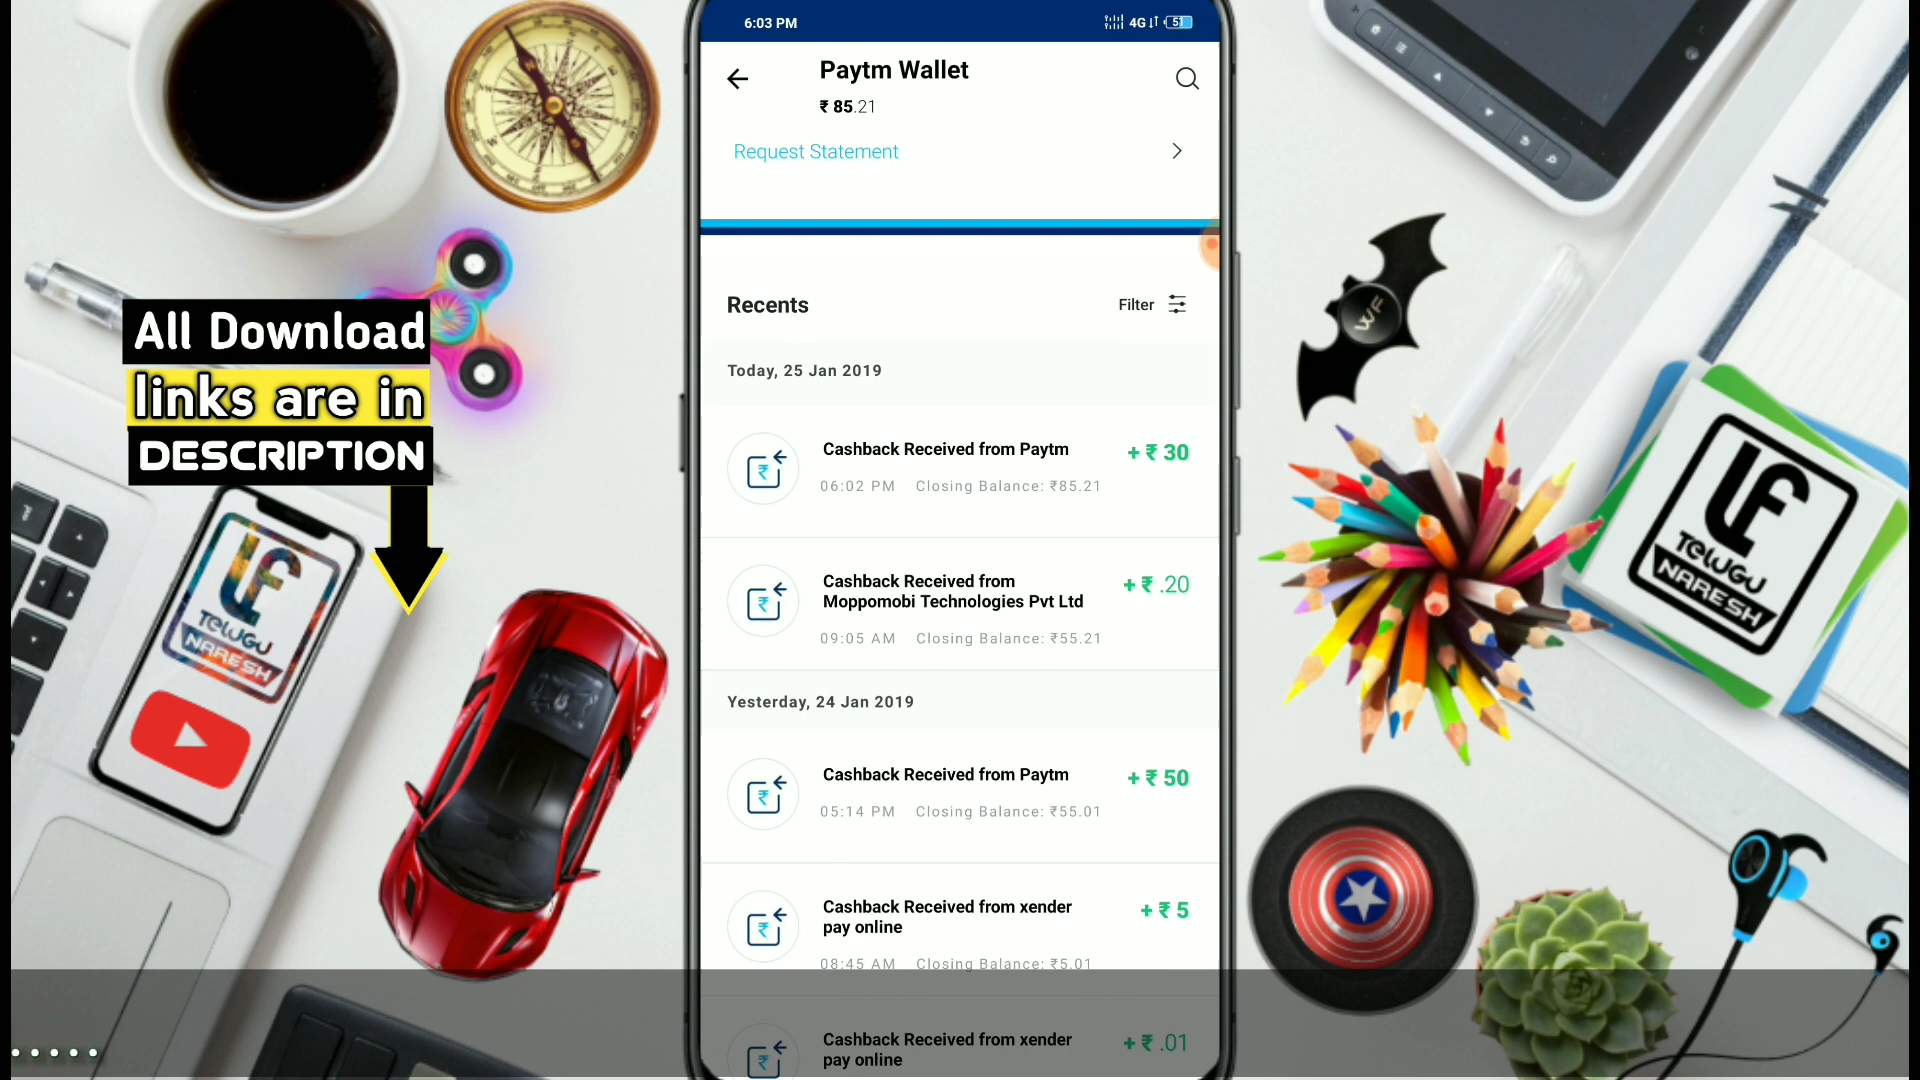 6:03 PM
4G 51
Paytm Wallet
₹ 85.21
Request Statement
Recents
Filter
Today, 25 Jan 2019
Cashback Received from Paytm
+ ₹ 30
06:02 PM Closing Balance: ₹85.21
Cashback Received from
Moppomobi Technologies Pvt Ltd
+ ₹ .20
09:05 AM Closing Balance: ₹55.21
Yesterday, 24 Jan 2019
Cashback Received from Paytm
+ ₹ 50
05:14 PM Closing Balance: ₹55.01
Cashback Received from xender
pay online
+ ₹ 5
08:45 AM Closing Balance: ₹5.01
Cashback Received from xender
pay online
+ ₹ .01
All Download
links are in
DESCRIPTION
TELUGU
NARESH
WF
TELUGU
NARESH